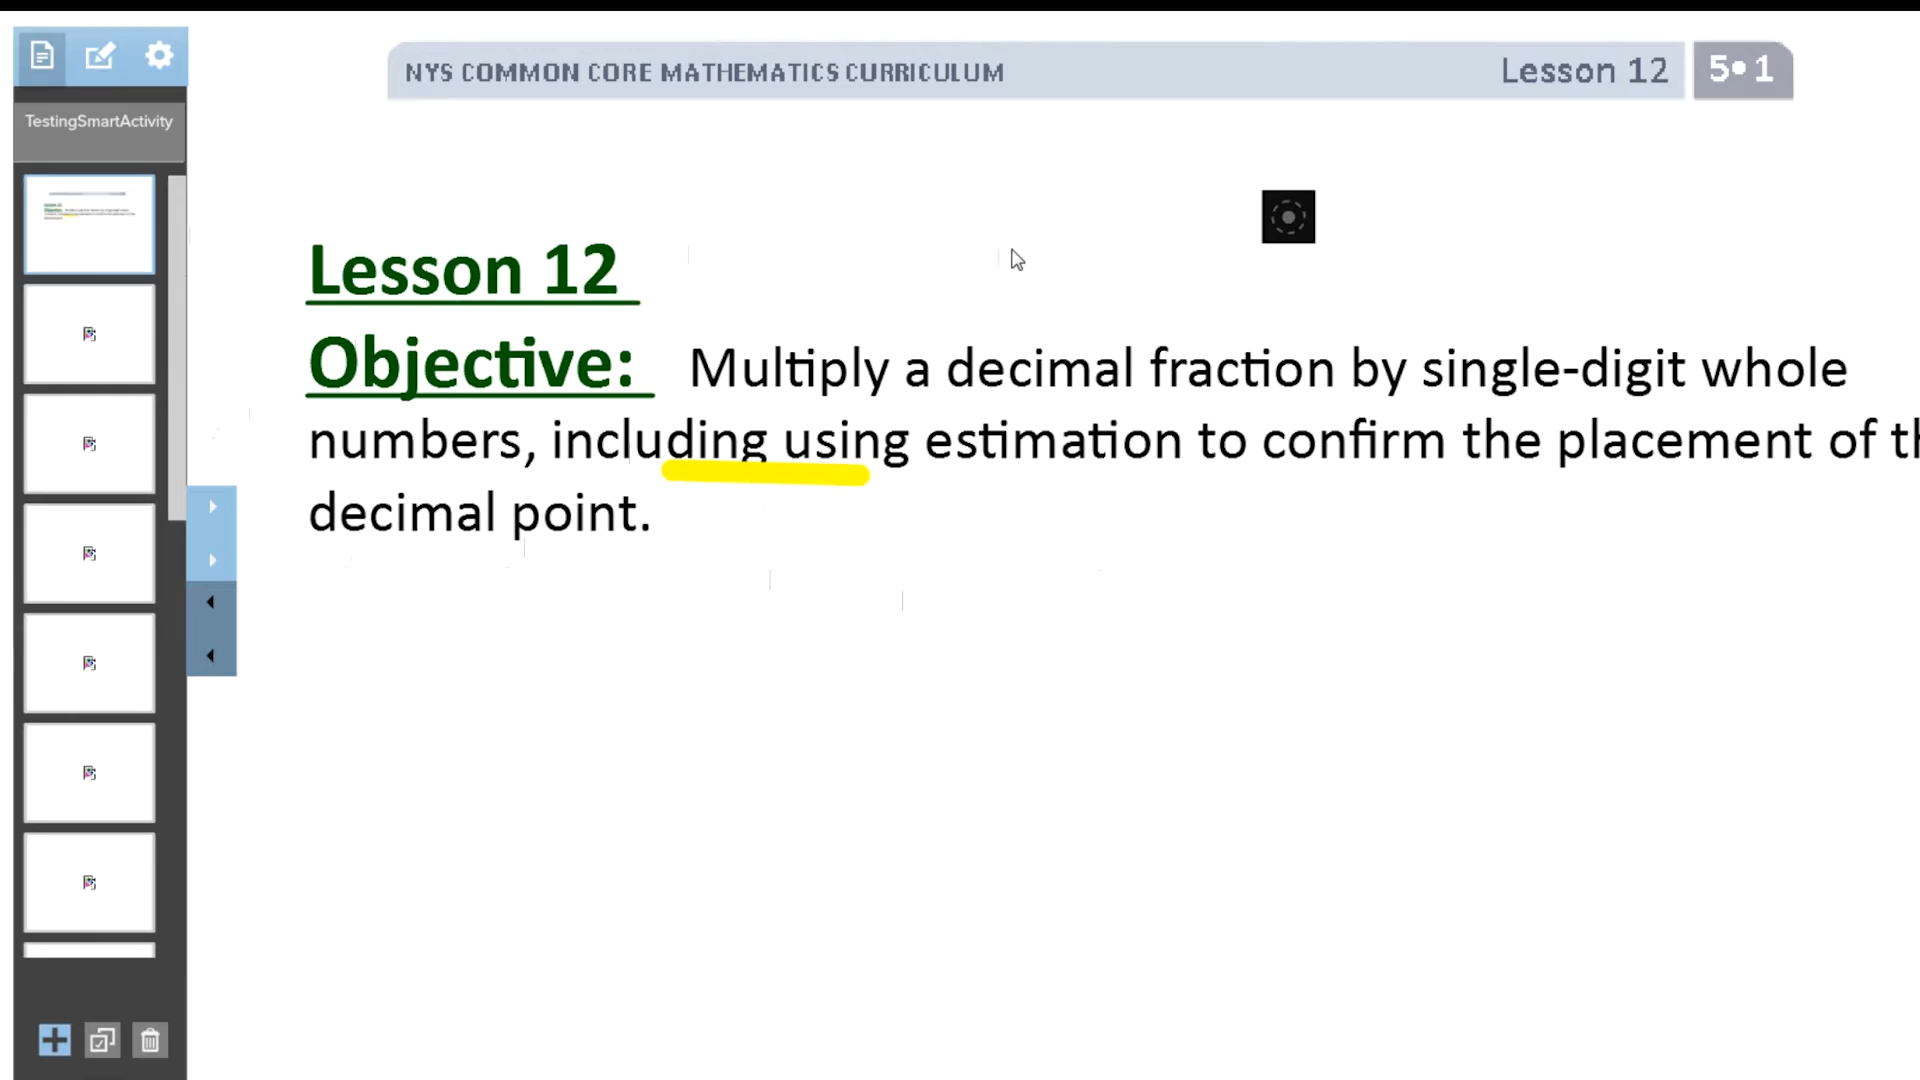 NYS COMMON CORE MATHEMATICS CURRICULUM Lesson 12 5•1
TestingSmartActivity
Lesson 12
Objective: Multiply a decimal fraction by single-digit whole
numbers, including using estimation to confirm the placement of th
decimal point.